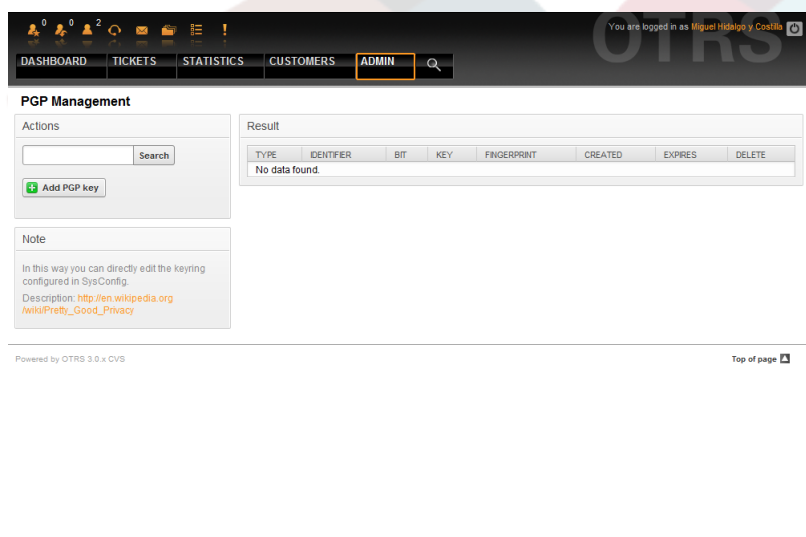 0 0 2
OTRS
You are logged in as Miguel Hidalgo y Costilla
DASHBOARD TICKETS STATISTICS CUSTOMERS ADMIN
PGP Management
Actions
Search
Add PGP key
Result
TYPE IDENTIFIER BIT KEY FINGERPRINT CREATED EXPIRES DELETE
No data found.
Note
In this way you can directly edit the keyring
configured in SysConfig.
Description: http://en.wikipedia.org
/wiki/Pretty_Good_Privacy
Powered by OTRS 3.0.x CVS
Top of page